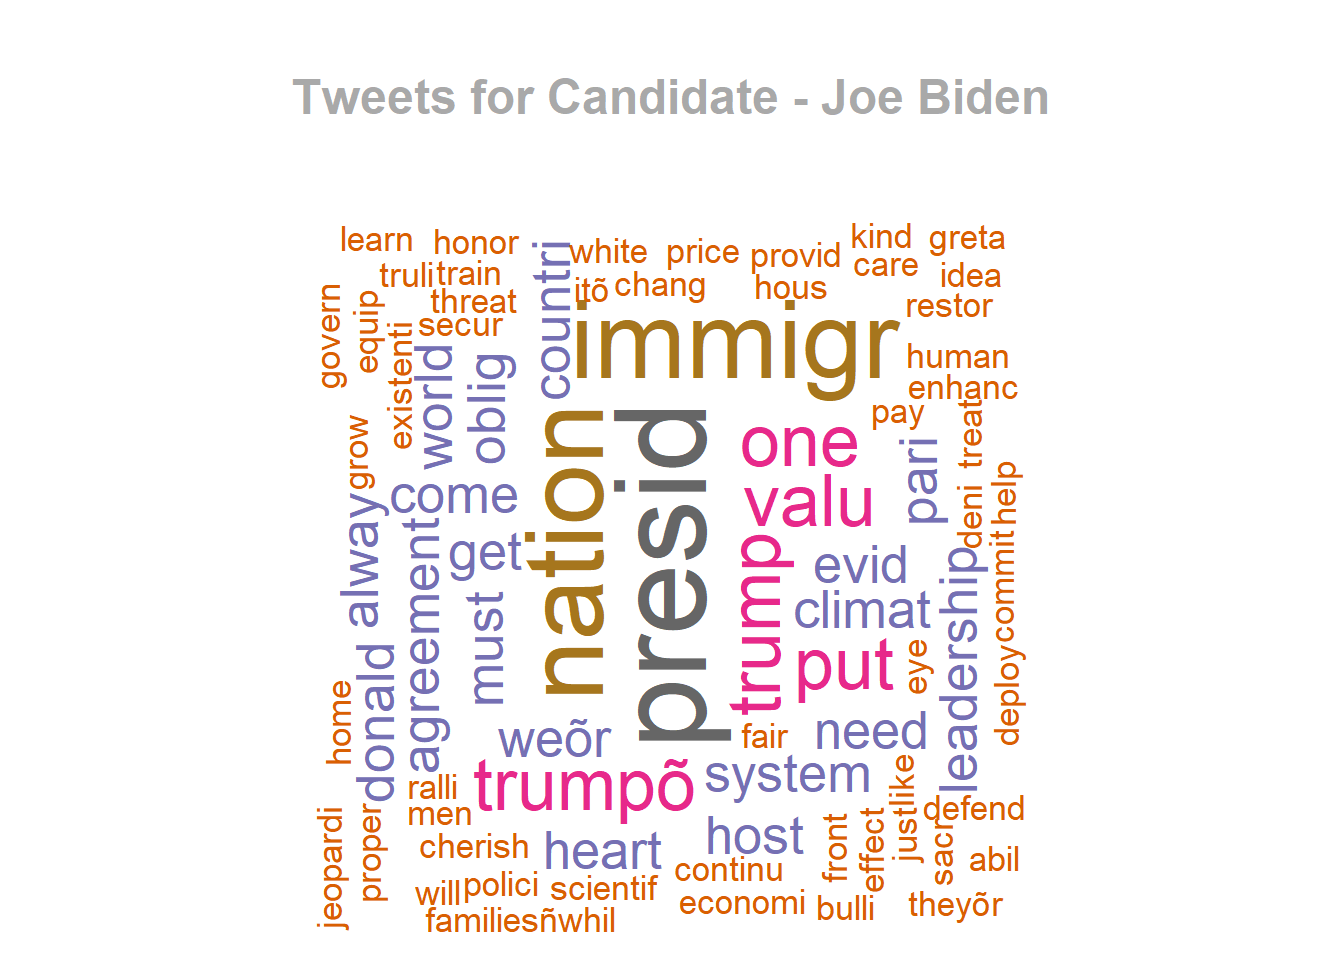 Tweets for Candidate - Joe Biden
learn
honor
white
price
provid
kind
greta
truli
train
countri
itõ
chang
hous
care
idea
threat
restor
govern
equip
existenti
secur
immigr
world
oblig
human
enhanc
grow
come
nation
presid
one
pay
pari
treat
valu
deni
help
alway
agreement
get
trump
evid
climat
leadership
commit
must
put
eye
deploy
home
donald
weõr
fair
need
ralli
trumpõ
system
just
like
men
defend
jeopardi
proper
cherish
heart
host
front
effect
sacr
abil
will
polici
scientif
continu
economi
bulli
theyõr
familiesñwhil